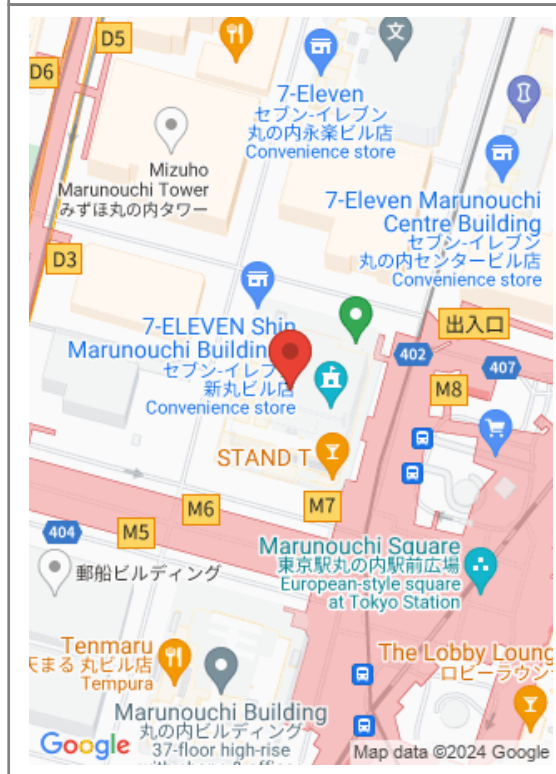 D5
D6
文
7-Eleven
セブン-イレブン
丸の内永楽ビル店
Convenience store
Mizuho
Marunouchi Tower
みずほ丸の内タワー
7-Eleven Marunouchi
Centre Building
セブン-イレブン
丸の内センタービル店
Convenience store
D3
7-ELEVEN Shin
Marunouchi Building
セブン-イレブ
新丸ビル店
Convenience store
出入口
402
407
M8
STAND T
M7
M6
M5
404
郵船ビルディング
Marunouchi Square
東京駅丸の内駅前広場
European-style square
at Tokyo Station
Tenmaru
天まる 丸ビル店
Tempura
The Lobby Loung
ロビーラウン
Marunouchi Building
丸の内ビルディング
37-floor high-rise
Google
Map data ©2024 Google